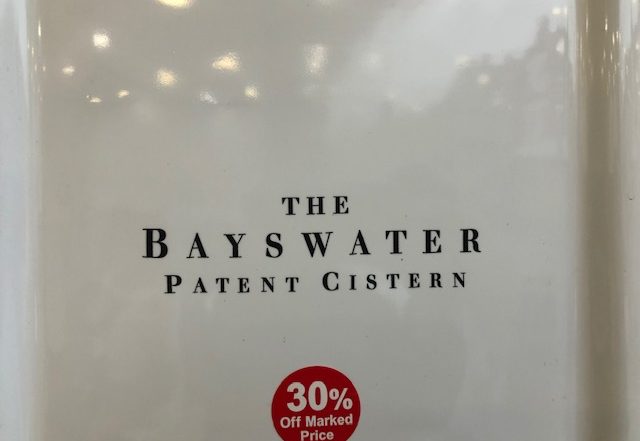 THE
BAYSWATER
PATENT CISTERN
30%
Off Marked
Price